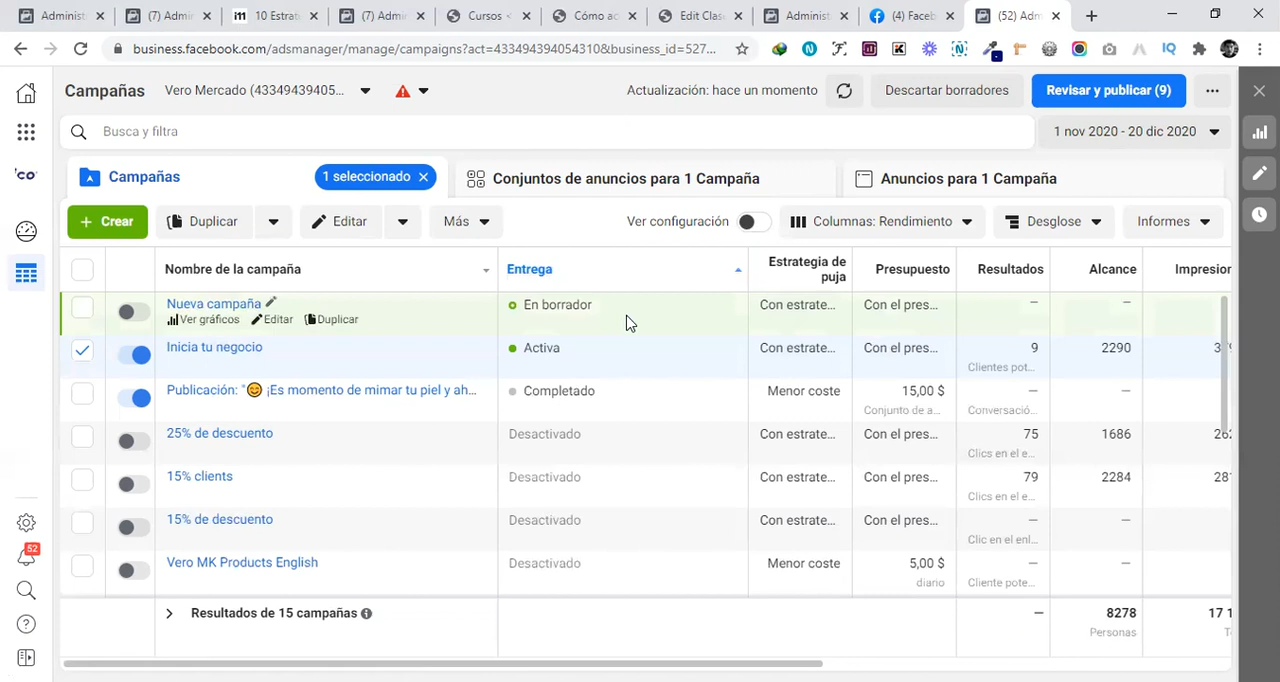 Administ
(7) Admin
10 Estrat
(7) Admin
Cursos <
Cómo ac
Edit Clas
Administ
(4) Faceb
(52) Adm
business.facebook.com/adsmanager/manage/campaigns?act=433494394054310&business_id=527...
IQ
Campañas
Vero Mercado (43349439405...
Actualización: hace un momento
Descartar borradores
Revisar y publicar (9)
Busca y filtra
1 nov 2020 - 20 dic 2020
Campañas
1 seleccionado
Conjuntos de anuncios para 1 Campaña
Anuncios para 1 Campaña
+ Crear
Duplicar
Editar
Más
Ver configuración
Columnas: Rendimiento
Desglose
Informes
Nombre de la campaña
Entrega
Estrategia de puja
Presupuesto
Resultados
Alcance
Impresion
Nueva campaña
En borrador
Con estrate...
Con el pres...
—
—
Ver gráficos
Editar
Duplicar
Inicia tu negocio
Activa
Con estrate...
Con el pres...
9
2290
Clientes pot...
Publicación: "😊 ¡Es momento de mimar tu piel y ah...
Completado
Menor coste
15,00 $
—
—
Conjunto de a...
Conversació...
25% de descuento
Desactivado
Con estrate...
Con el pres...
75
1686
262
Clics en el e...
15% clients
Desactivado
Con estrate...
Con el pres...
79
2284
281
Clics en el e...
15% de descuento
Desactivado
Con estrate...
Con el pres...
—
—
Clic en el enl...
Vero MK Products English
Desactivado
Menor coste
5,00 $
—
—
diario
Cliente pote...
52
Resultados de 15 campañas
—
8278
17 1
Personas